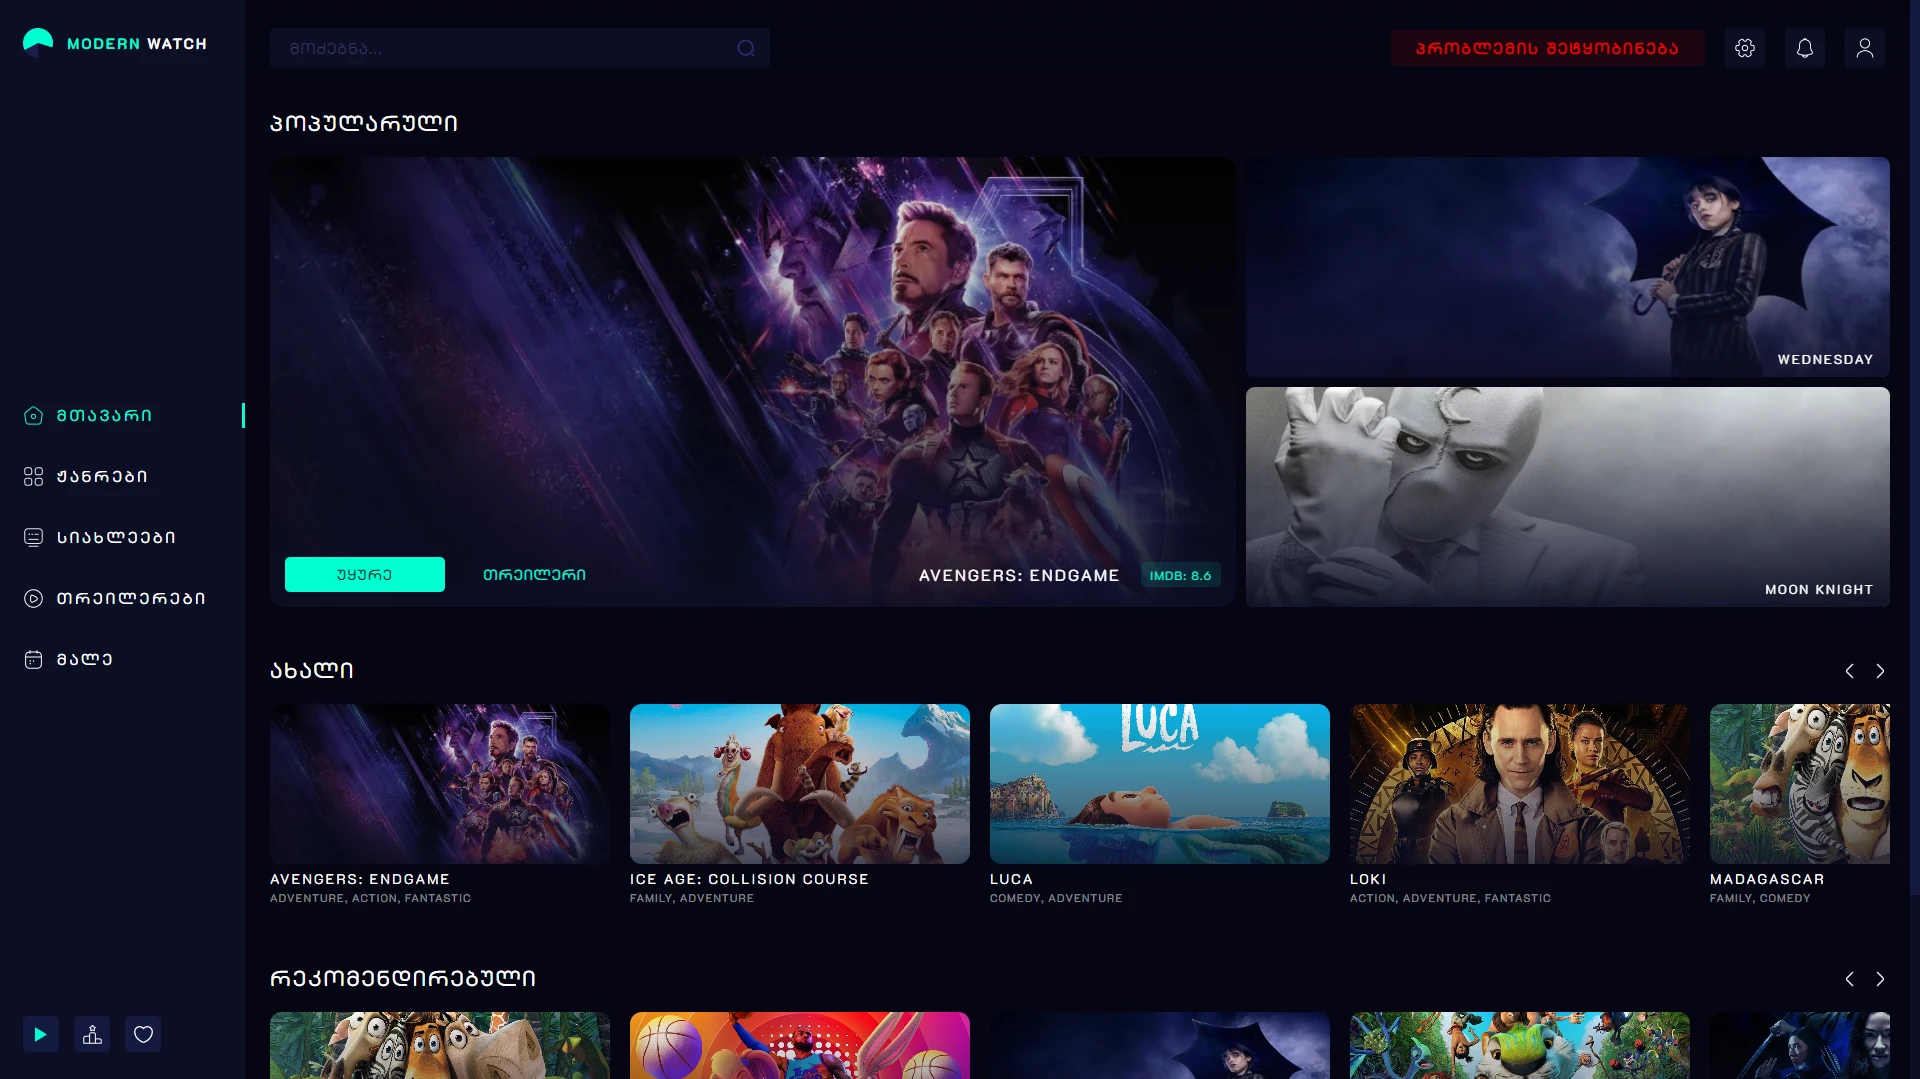 MODERN WATCH
მოძებნა...
პრობლემის შეტყობინება
პოპულარული
WEDNESDAY
მთავარი
ჟანრები
სიახლეები
თრეილერები
მალე
უყურე
თრეილერი
AVENGERS: ENDGAME
IMDB: 8.6
MOON KNIGHT
ახალი
LUCA
AVENGERS: ENDGAME
ADVENTURE, ACTION, FANTASTIC
ICE AGE: COLLISION COURSE
FAMILY, ADVENTURE
LUCA
COMEDY, ADVENTURE
LOKI
ACTION, ADVENTURE, FANTASTIC
MADAGASCAR
FAMILY, COMEDY
რეკომენდირებული